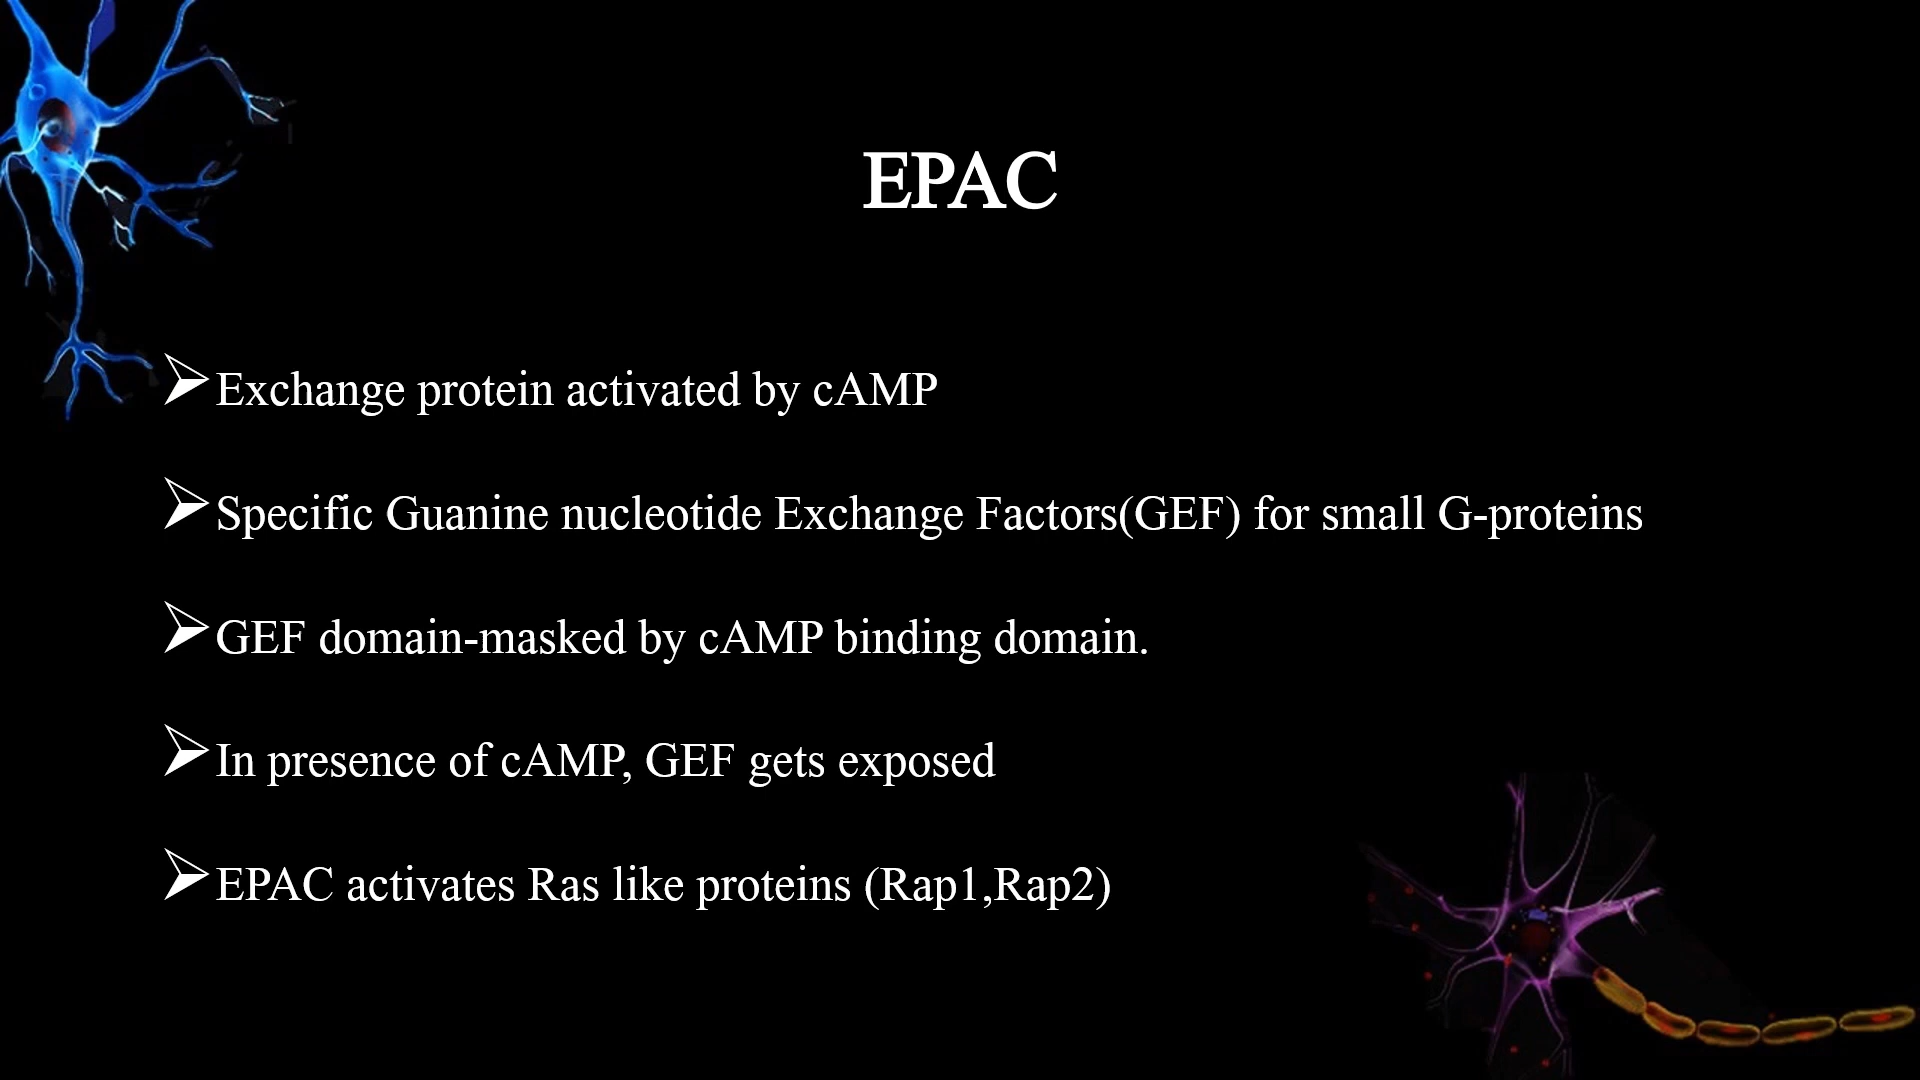 EPAC
Exchange protein activated by cAMP
Specific Guanine nucleotide Exchange Factors(GEF) for small G-proteins
GEF domain-masked by cAMP binding domain.
In presence of cAMP, GEF gets exposed
EPAC activates Ras like proteins (Rap1,Rap2)